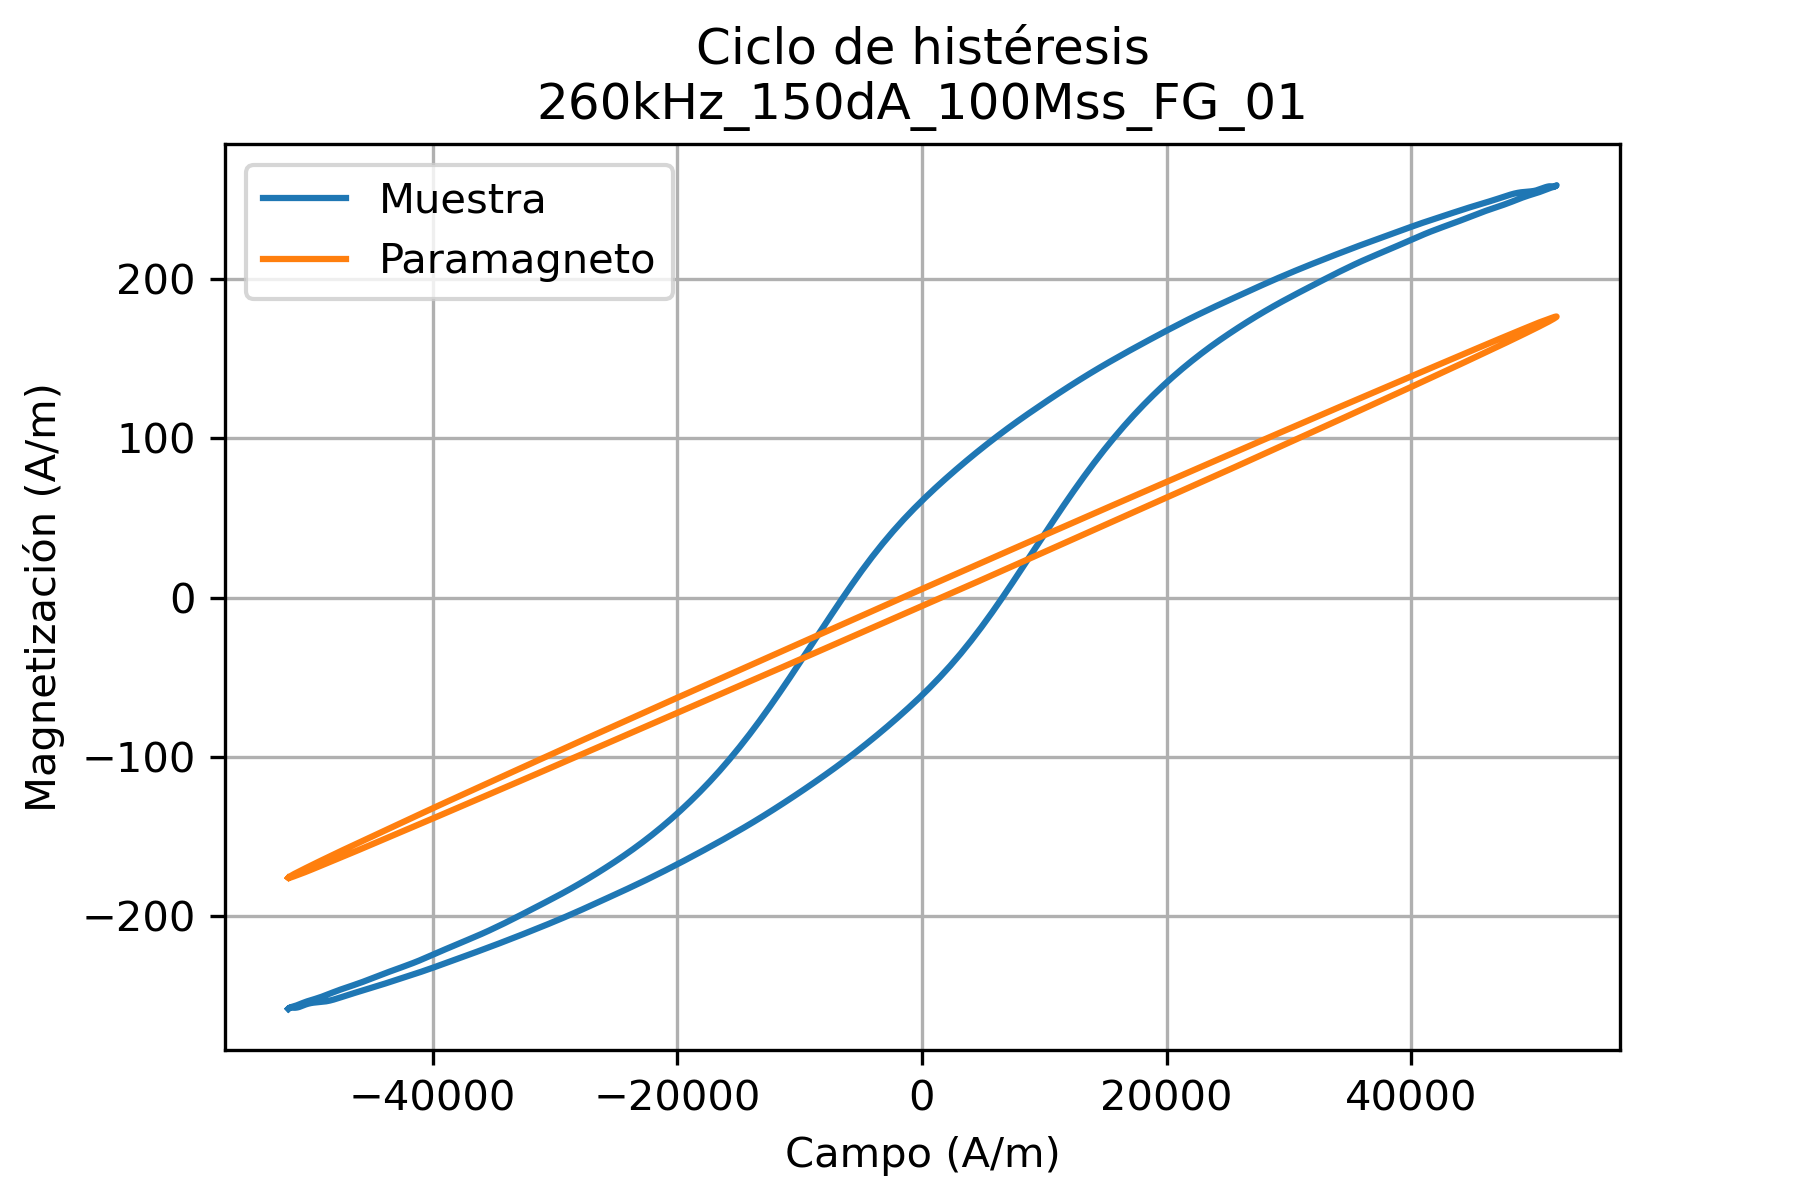 Ciclo de histéresis
260kHz_150dA_100Mss_FG_01
Muestra
Paramagneto
Magnetización (A/m)
200
100
0
−100
−200
−40000
−20000
0
20000
40000
Campo (A/m)